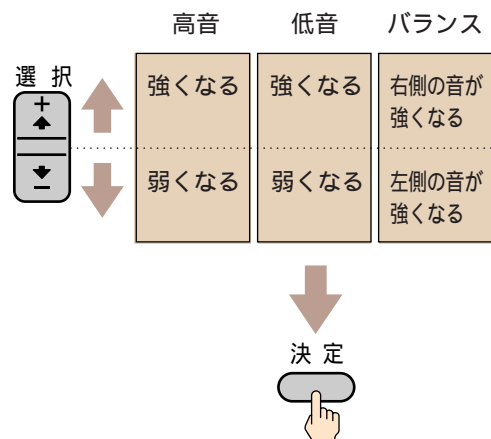 高音 低音 バランス
選択
＋
－
強くなる 強くなる 右側の音が
強くなる
弱くなる 弱くなる 左側の音が
強くなる
決定